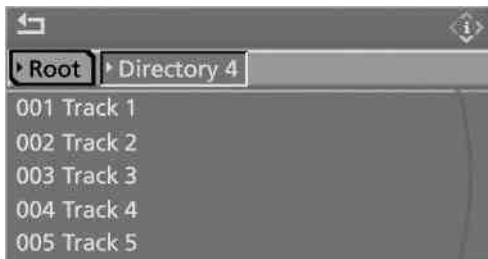 Root Directory 4
001 Track 1
002 Track 2
003 Track 3
004 Track 4
005 Track 5